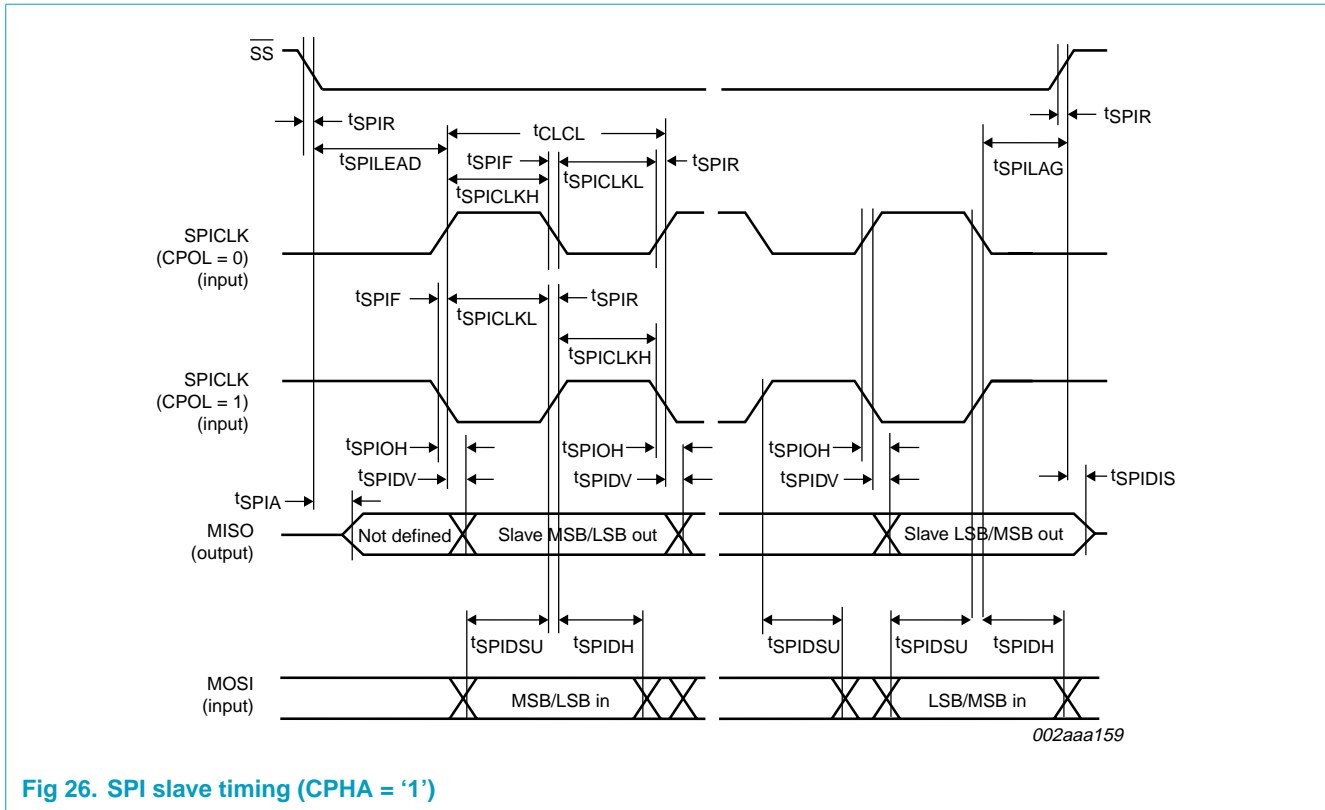 SS
tSPIR
tCLCL
tSPIR
tSPILEAD
tSPIF
tSPICLKL
tSPIR
tSPILAG
tSPICLKH
SPICLK
(CPOL = 0)
(input)
tSPIF
tSPICLKL
tSPIR
tSPICLKH
SPICLK
(CPOL = 1)
(input)
tSPIOH
tSPIOH
tSPIOH
tSPIDV
tSPIDV
tSPIDV
tSPIDIS
tSPIA
MISO
(output)
Not defined
Slave MSB/LSB out
Slave LSB/MSB out
tSPIDSU
tSPIDH
tSPIDSU
tSPIDSU
tSPIDH
MOSI
(input)
MSB/LSB in
LSB/MSB in
002aaa159
Fig 26. SPI slave timing (CPHA = ‘1’)